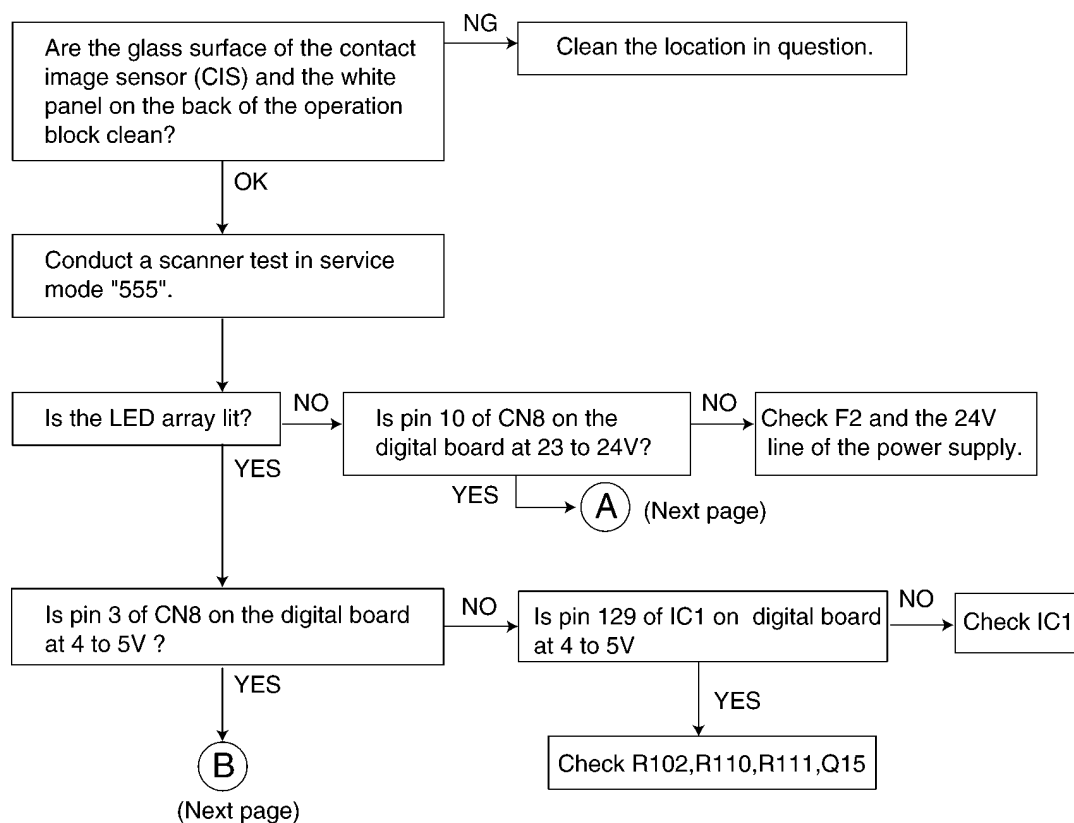 Are the glass surface of the contact
image sensor (CIS) and the white
panel on the back of the operation
block clean?
NG
Clean the location in question.
OK
Conduct a scanner test in service
mode "555".
Is the LED array lit?
NO
Is pin 10 of CN8 on the
digital board at 23 to 24V?
NO
Check F2 and the 24V
line of the power supply.
YES
YES
A
(Next page)
Is pin 3 of CN8 on the digital board
at 4 to 5V ?
NO
Is pin 129 of IC1 on digital board
at 4 to 5V
NO
Check IC1
YES
YES
B
(Next page)
Check R102,R110,R111,Q15